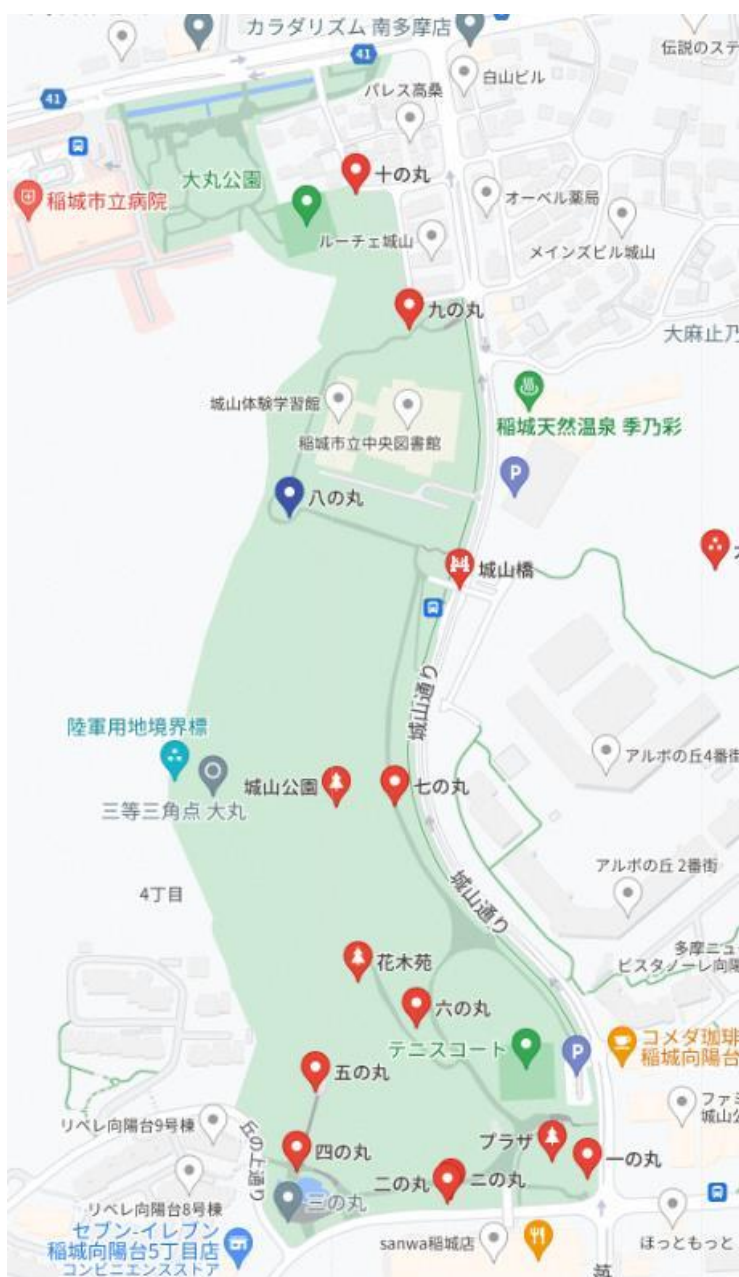 カラダリズム 南多摩店
伝説のステ
41
白山ビル
41
パレス高桑
大丸公園
十の丸
稲城市立病院
オーベル薬局
ルーチェ城山
メインズビル城山
九の丸
大麻止乃
城山体験学習館
稲城天然温泉 季乃彩
稲城市立中央図書館
P
八の丸
城山橋
城山通り
陸軍用地境界標
アルボの丘4番街
三等三角点 大丸
城山公園
七の丸
アルボの丘 2番街
4丁目
城山通り
多摩ニュー
ビスタノーレ向陽
花木苑
六の丸
コメダ珈琲
稲城向陽台
テニスコート
P
五の丸
ファミ
城山公
リベレ向陽台9号棟
丘の上通り
四の丸
プラザ
一の丸
二の丸
二の丸
リベレ向陽台8号棟
三の丸
セブン-イレブン
稲城向陽台5丁目店
コンビニエンスストア
sanwa稲城店
ほっともっと